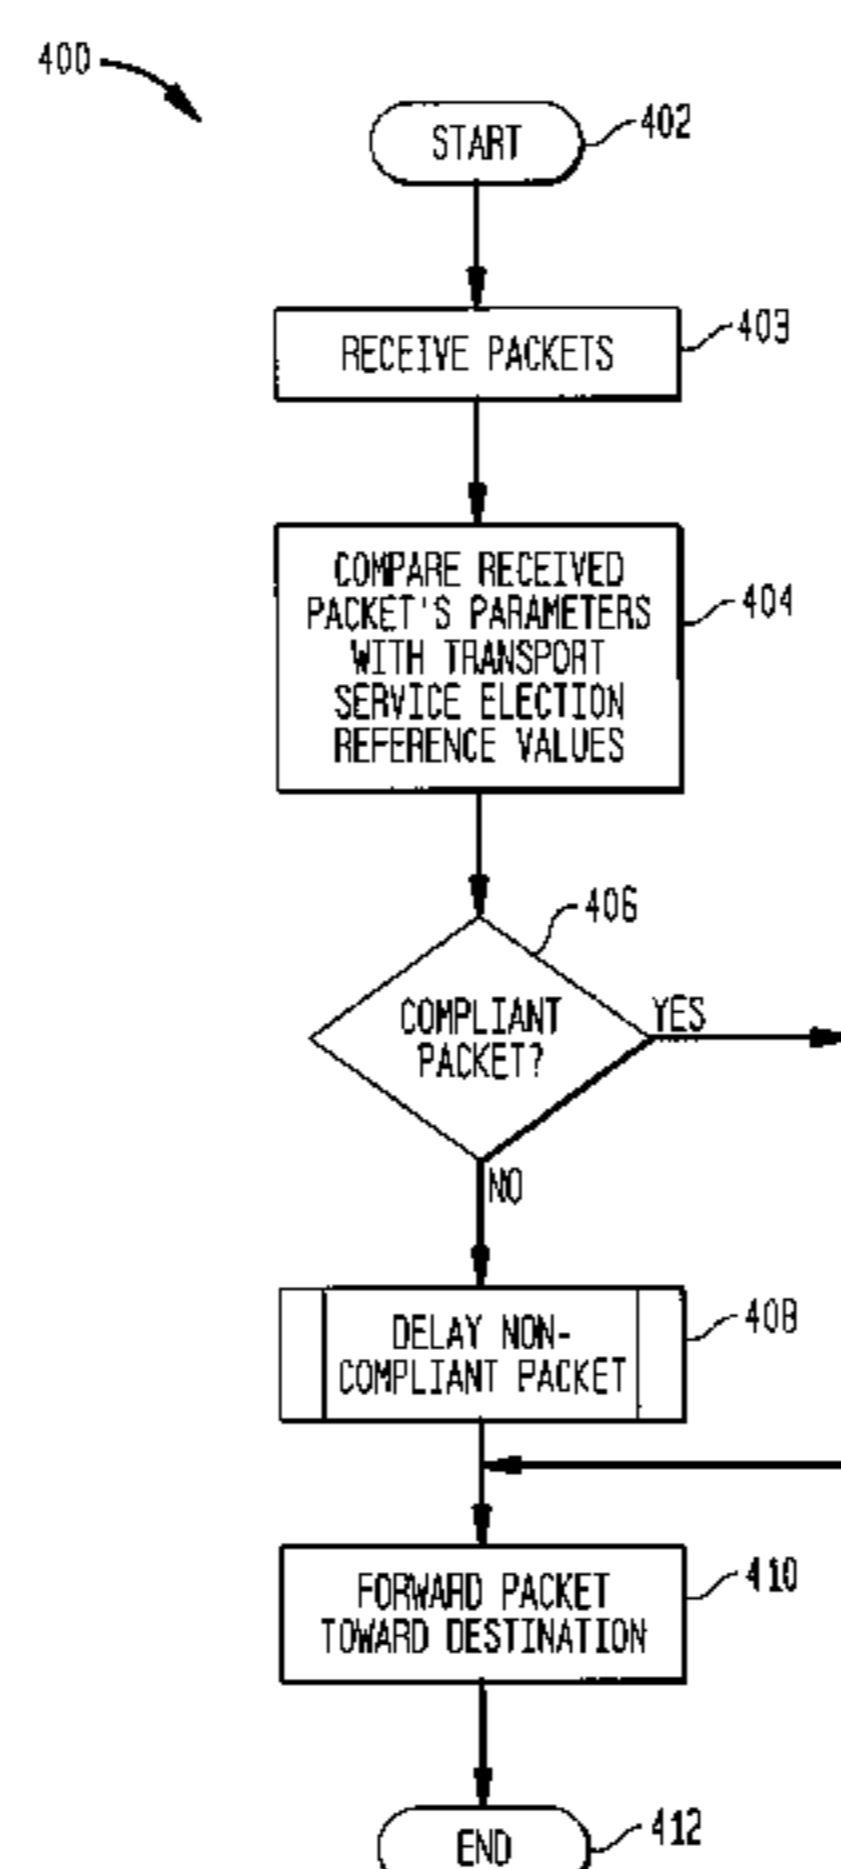 400
START
402
RECEIVE PACKETS
403
COMPARE RECEIVED
PACKET'S PARAMETERS
WITH TRANSPORT
SERVICE ELECTION
REFERENCE VALUES
404
406
COMPLIANT
PACKET?
YES
NO
DELAY NON-
COMPLIANT PACKET
408
FORWARD PACKET
TOWARD DESTINATION
410
END
412